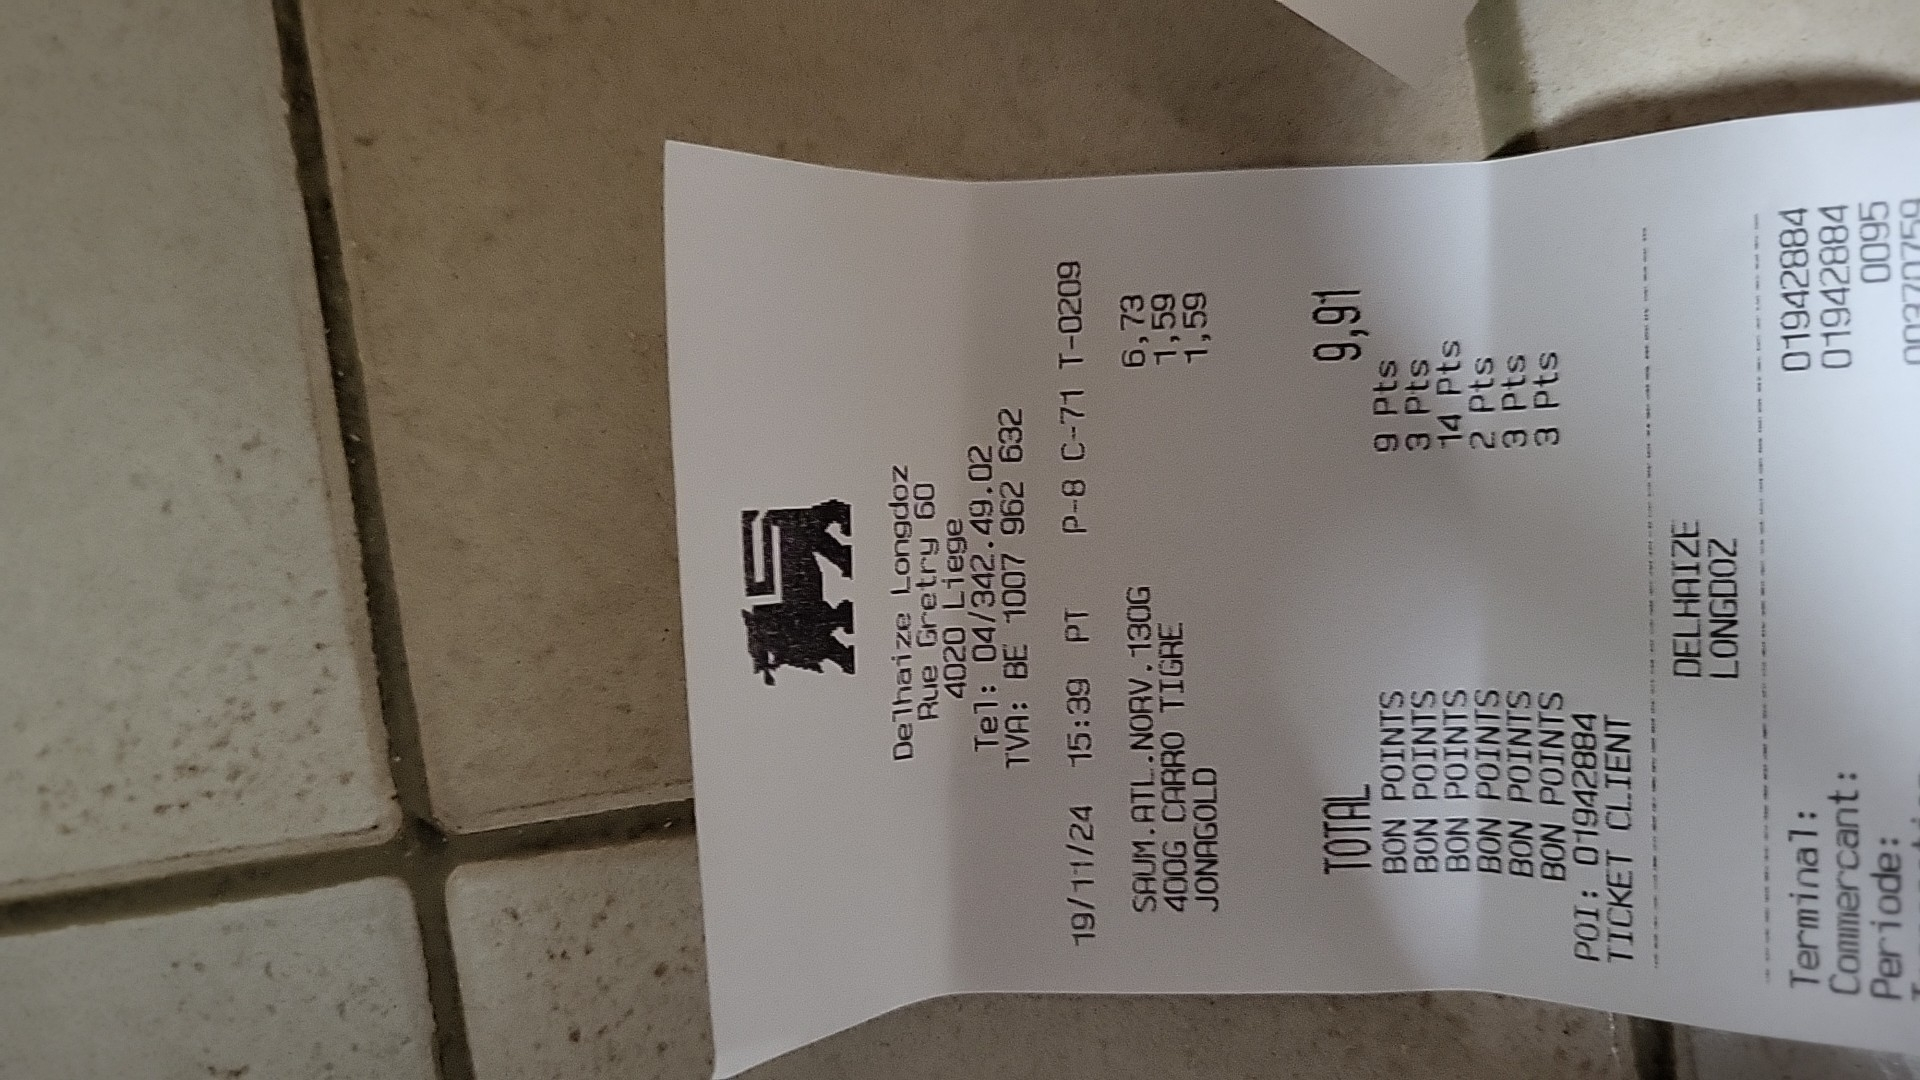 Delhaize Longdoz
Rue Gretry 60
4020 Liege
Tel: 04/342.49.02
TVA: BE 1007 962 632
19/11/24 15:39 PT P-8 C-71 T-0209
SAUM.ATL.NORV.130G 6,73
400G CARRO TIGRE 1,59
JONAGOLD 1,59
TOTAL 9,91
BON POINTS 9 Pts
BON POINTS 3 Pts
BON POINTS 14 Pts
BON POINTS 2 Pts
BON POINTS 3 Pts
BON POINTS 3 Pts
POI: 01942884
TICKET CLIENT
DELHAIZE
LONGDOZ
Terminal: 01942884
Commercant: 01942884
Periode: 0095
00370759